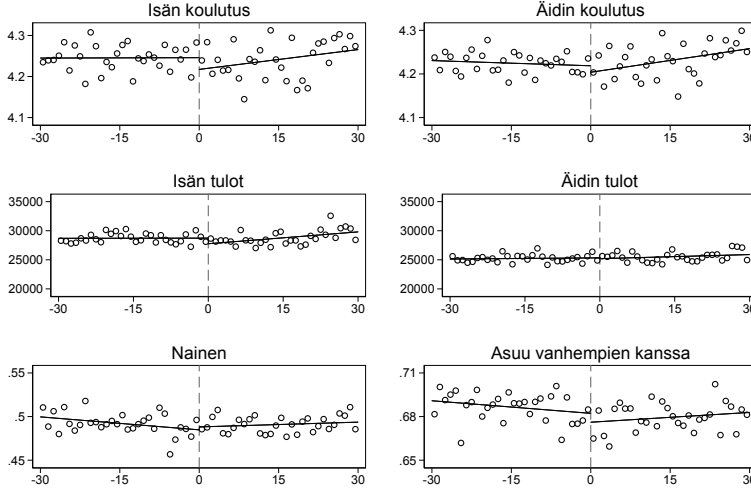 Isän koulutus
4.3
4.2
4.1
-30 -15 0 15 30
Äidin koulutus
4.3
4.2
4.1
-30 -15 0 15 30
Isän tulot
35000
30000
25000
20000
-30 -15 0 15 30
Äidin tulot
35000
30000
25000
20000
-30 -15 0 15 30
Nainen
.55
.5
.45
-30 -15 0 15 30
Asuu vanhempien kanssa
.71
.68
.65
-30 -15 0 15 30